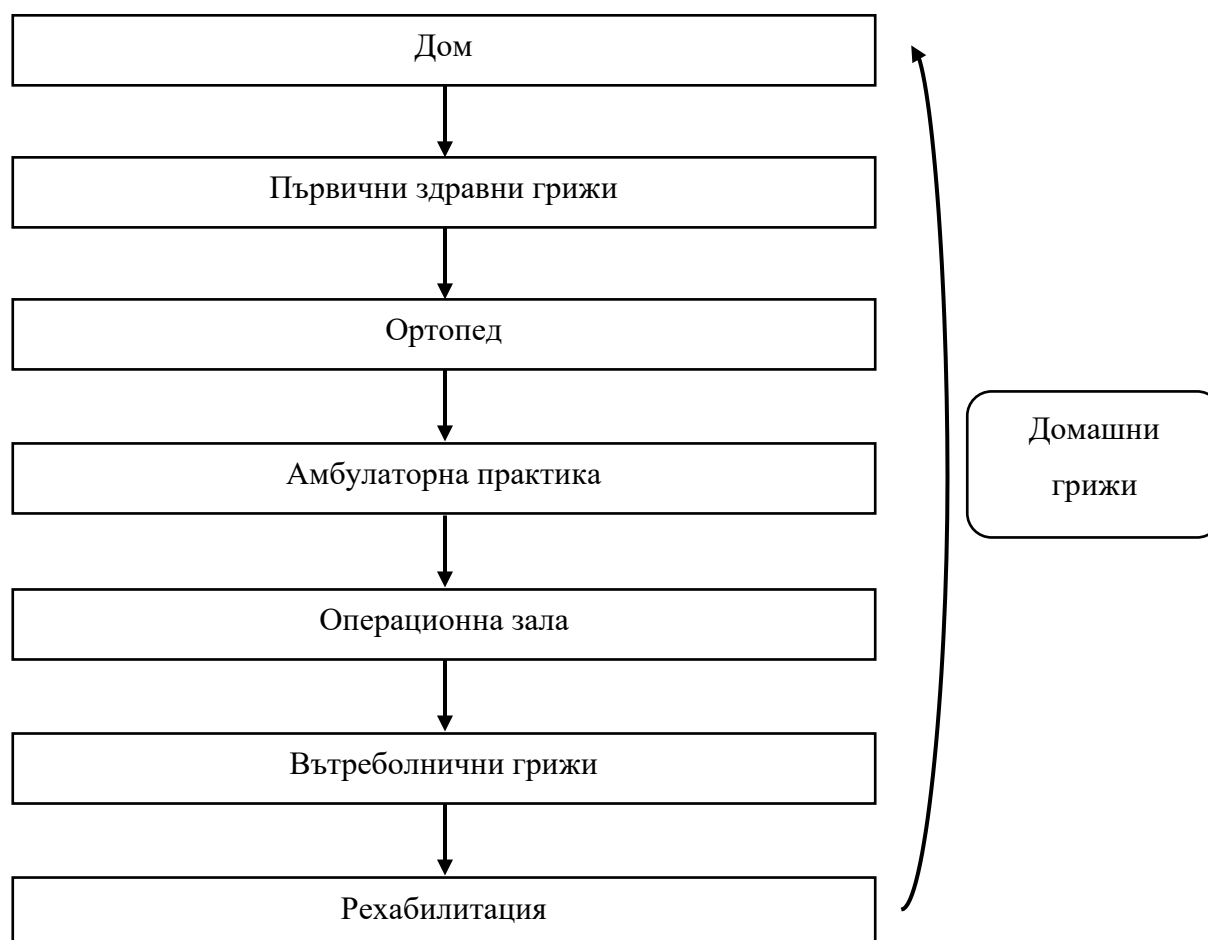 Дом
Първични здравни грижи
Ортопед
Амбулаторна практика
Операционна зала
Вътреболнични грижи
Рехабилитация
Домашни
грижи